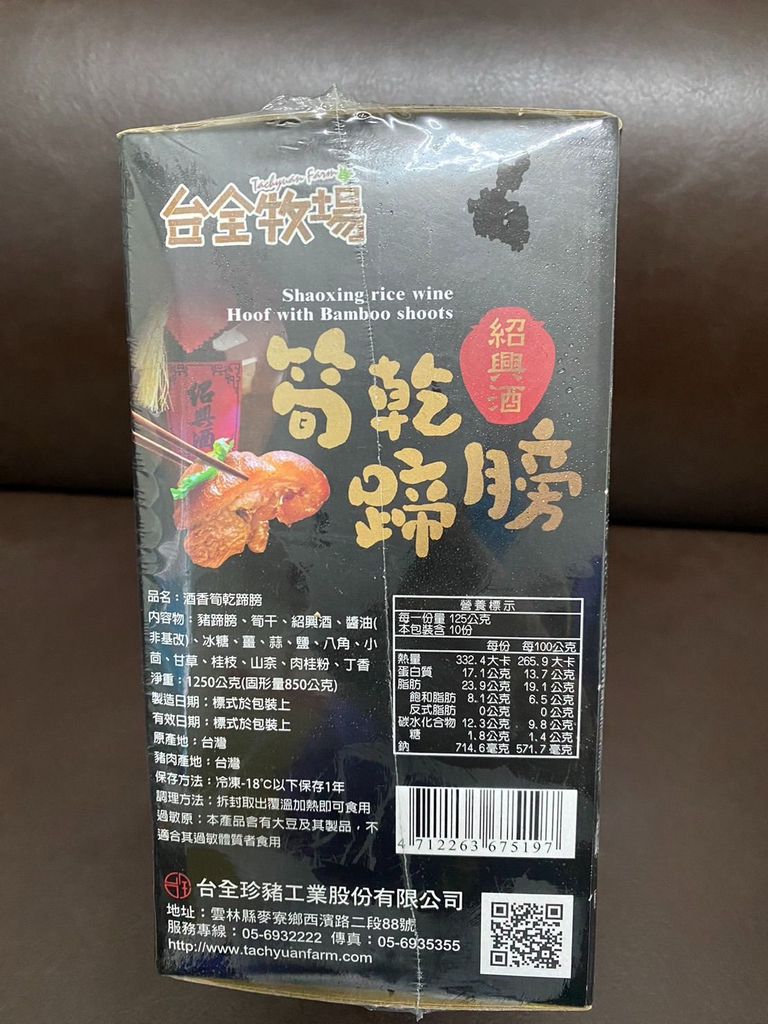 Tachyuan Farm
台全牧場
Shaoxing rice wine
Hoof with Bamboo shoots
紹興酒
筍乾
蹄膀
紹興酒
品名：酒香筍乾蹄膀
內容物：豬蹄膀、筍干、紹興酒、醬油(
非基改)、冰糖、薑、蒜、鹽、八角、小
茴、甘草、桂枝、山奈、肉桂粉、丁香
淨重：1250公克(固形量850公克)
製造日期：標式於包裝上
有效日期：標式於包裝上
原產地：台灣
豬肉產地：台灣
保存方法：冷凍-18°C以下保存1年
調理方法：拆封取出覆溫加熱即可食用
過敏原：本產品含有大豆及其製品，不
適合其過敏體質者食用
營養標示
每一份量 125公克
本包裝含 10份
每份 每100公克
熱量 332.4大卡 265.9大卡
蛋白質 17.1公克 13.7公克
脂肪 23.9公克 19.1公克
飽和脂肪 8.1公克 6.5公克
反式脂肪 0公克 0公克
碳水化合物 12.3公克 9.8公克
糖 1.8公克 1.4公克
鈉 714.6毫克 571.7毫克
4 712263 675197
台全珍豬工業股份有限公司
地址：雲林縣麥寮鄉西濱路二段88號
服務專線：05-6932222 傳真：05-6935355
http://www.tachyuanfarm.com